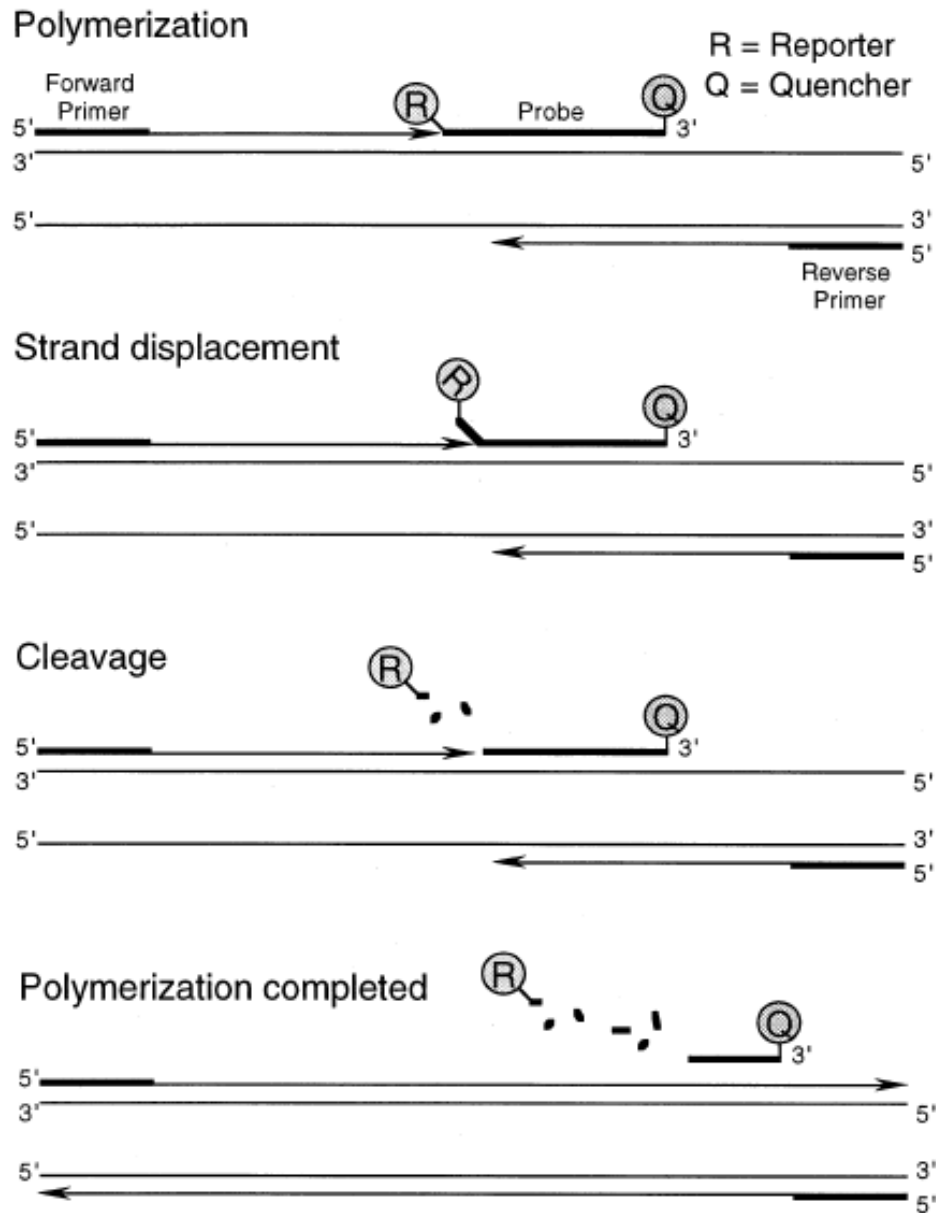 Polymerization
R = Reporter
Q = Quencher
Forward
Primer
R
Probe
Q
5'
3'
3'
5'
5'
3'
5'
Reverse
Primer
Strand displacement
R
Q
5'
3'
3'
5'
5'
3'
5'
Cleavage
R
Q
5'
3'
3'
5'
5'
3'
5'
Polymerization completed
R
Q
3'
5'
3'
5'
5'
3'
5'